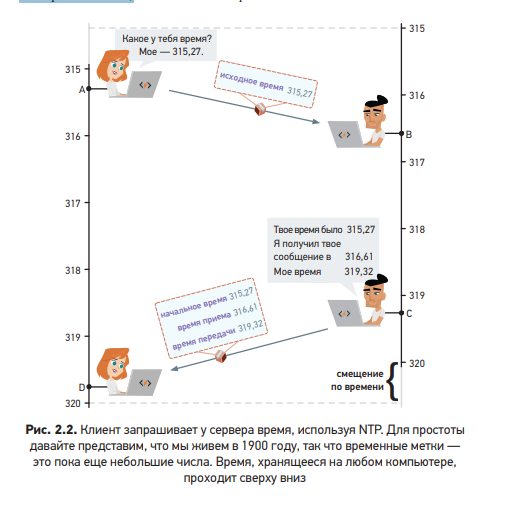 Какое у тебя время?
Мое — 315,27.
315
A
316
317
318
319
D
320
исходное время 315,27
315
316
B
317
318
319
C
320
</>
</>
Твое время было 315,27
Я получил твое
сообщение в 316,61
Мое время 319,32
начальное время 315,27
время приема 316,61
время передачи 319,32
</>
</>
смещение
по времени
Рис. 2.2. Клиент запрашивает у сервера время, используя NTP. Для простоты
давайте представим, что мы живем в 1900 году, так что временные метки —
это пока еще небольшие числа. Время, хранящееся на любом компьютере,
проходит сверху вниз